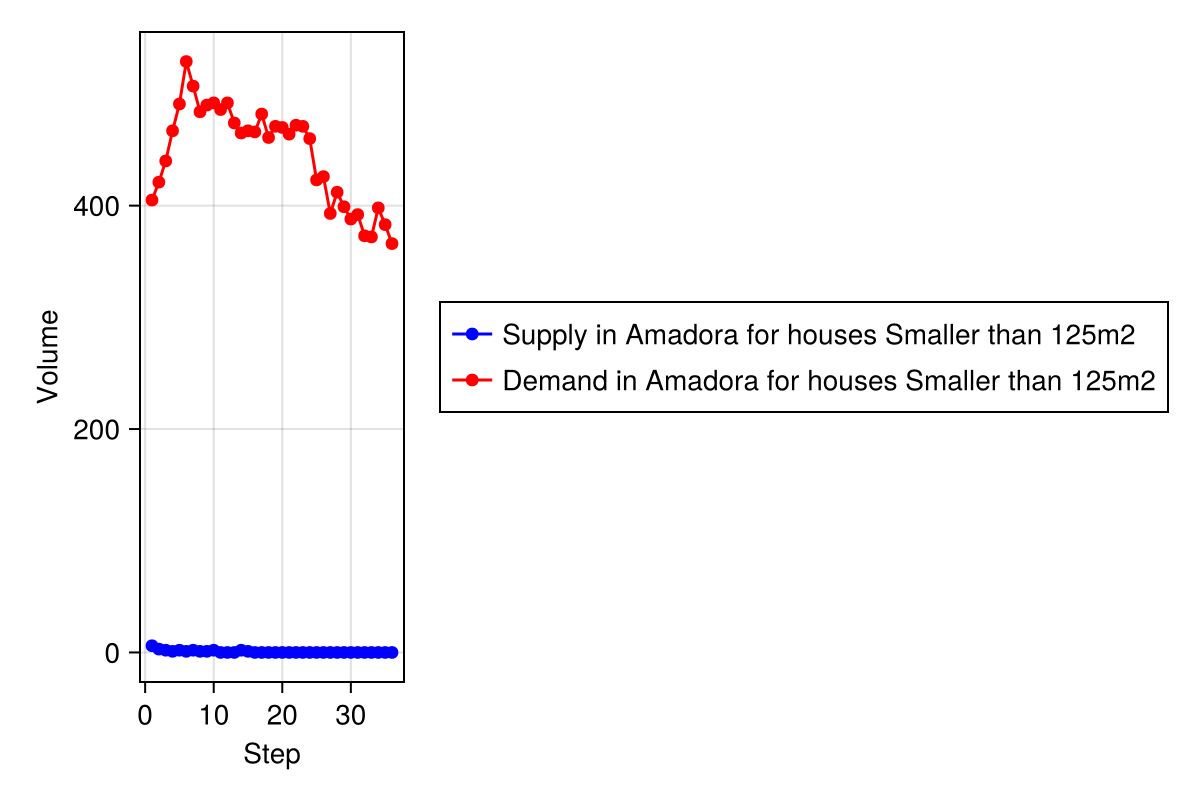 Volume
400
200
0
0 10 20 30
Step
Supply in Amadora for houses Smaller than 125m2
Demand in Amadora for houses Smaller than 125m2